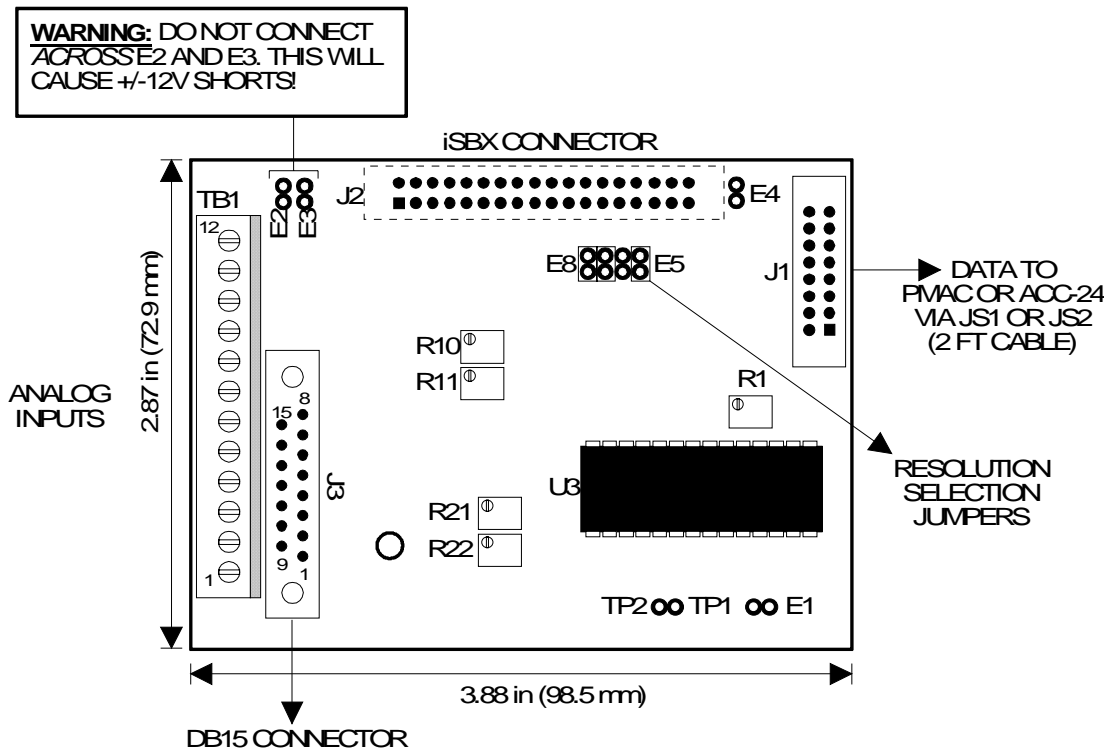 WARNING: DO NOT CONNECT
ACROSS E2 AND E3. THIS WILL
CAUSE +/-12V SHORTS!
iSBX CONNECTOR
TB1
E2
E3
J2
E4
12
E8
E5
J1
DATA TO
PMAC OR ACC-24
VIA JS1 OR JS2
(2 FT CABLE)
2.87 in (72.9 mm)
R10
R11
R1
ANALOG
INPUTS
8
15
J3
U3
RESOLUTION
SELECTION
JUMPERS
R21
R22
9
1
1
TP2
TP1
E1
3.88 in (98.5 mm)
DB15 CONNECTOR